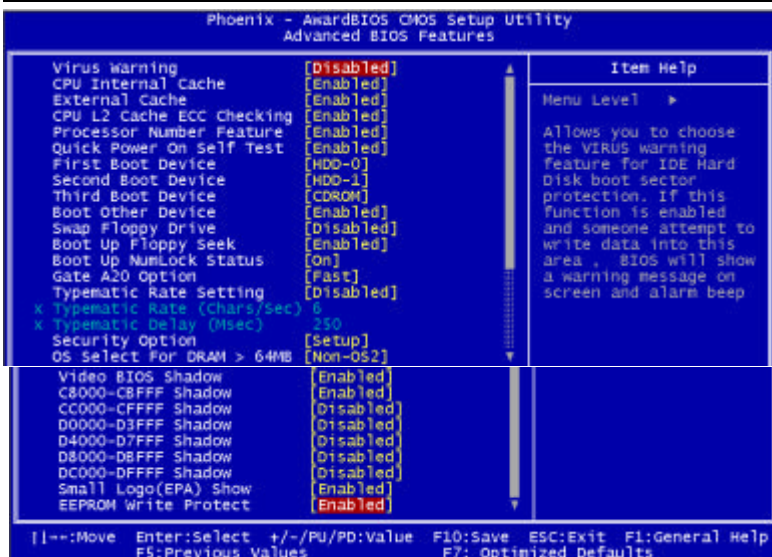 Phoenix - AwardBIOS CMOS Setup Utility
Advanced BIOS Features
Virus Warning [Disabled]
CPU Internal Cache [Enabled]
External Cache [Enabled]
CPU L2 Cache ECC Checking [Enabled]
Processor Number Feature [Enabled]
Quick Power On Self Test [Enabled]
First Boot Device [HDD-0]
Second Boot Device [HDD-1]
Third Boot Device [CDROM]
Boot Other Device [Enabled]
Swap Floppy Drive [Disabled]
Boot Up Floppy Seek [Enabled]
Boot Up NumLock Status [On]
Gate A20 Option [Fast]
Typematic Rate Setting [Disabled]
x Typematic Rate (Chars/Sec) 6
x Typematic Delay (Msec) 250
Security Option [Setup]
OS Select For DRAM > 64MB [Non-OS2]
Video BIOS Shadow [Enabled]
C8000-CBFFF Shadow [Enabled]
CC000-CFFFF Shadow [Disabled]
D0000-D3FFF Shadow [Disabled]
D4000-D7FFF Shadow [Disabled]
D8000-DBFFF Shadow [Disabled]
DC000-DFFFF Shadow [Disabled]
Small Logo(EPA) Show [Enabled]
EEPROM Write Protect [Enabled]
Item Help
Menu Level ▸
Allows you to choose
the VIRUS warning
feature for IDE Hard
Disk boot sector
protection. If this
function is enabled
and someone attempt to
write data into this
area , BIOS will show
a warning message on
screen and alarm beep
↑↓→←:Move Enter:Select +/-/PU/PD:Value F10:Save ESC:Exit F1:General Help
F5:Previous Values F7: Optimized Defaults